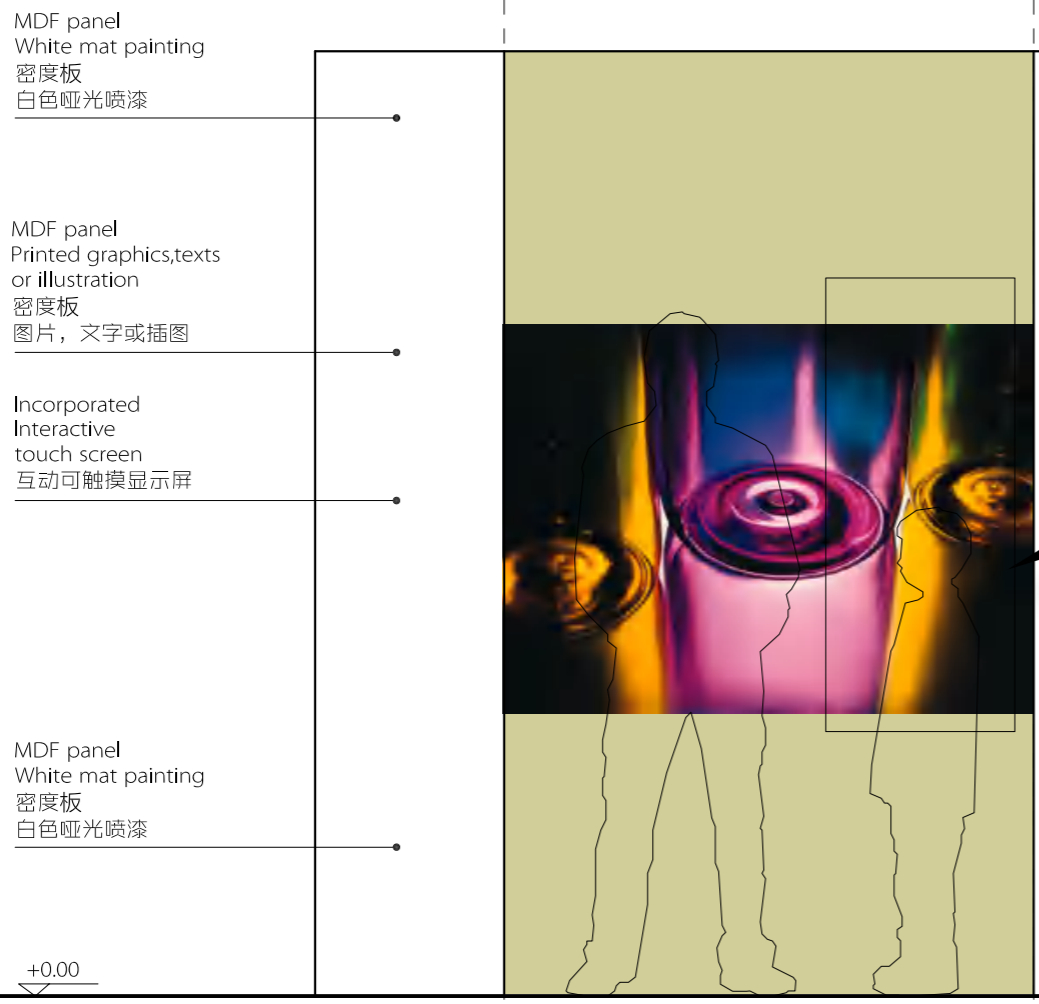 MDF panel
White mat painting
密度板
白色哑光喷漆
MDF panel
Printed graphics,texts
or illustration
密度板
图片，文字或插图
Incorporated
Interactive
touch screen
互动可触摸显示屏
MDF panel
White mat painting
密度板
白色哑光喷漆
+0.00